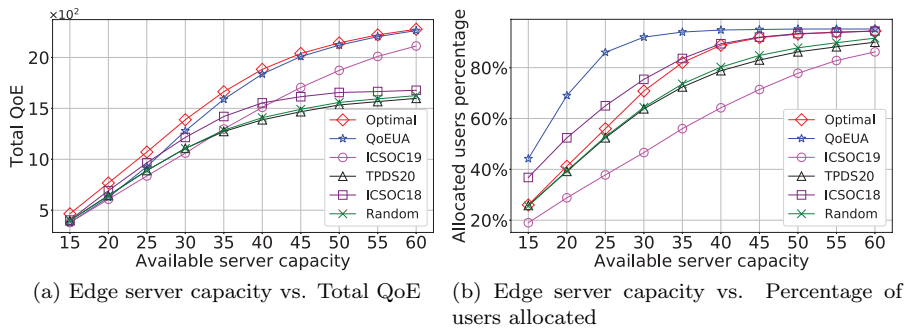 ×10²
20
15
10
5
Total QoE
Optimal
QoEUA
ICSOC19
TPDS20
ICSOC18
Random
15 20 25 30 35 40 45 50 55 60
Available server capacity
(a) Edge server capacity vs. Total QoE
80%
60%
40%
20%
Allocated users percentage
Optimal
QoEUA
ICSOC19
TPDS20
ICSOC18
Random
15 20 25 30 35 40 45 50 55 60
Available server capacity
(b) Edge server capacity vs. Percentage of
users allocated